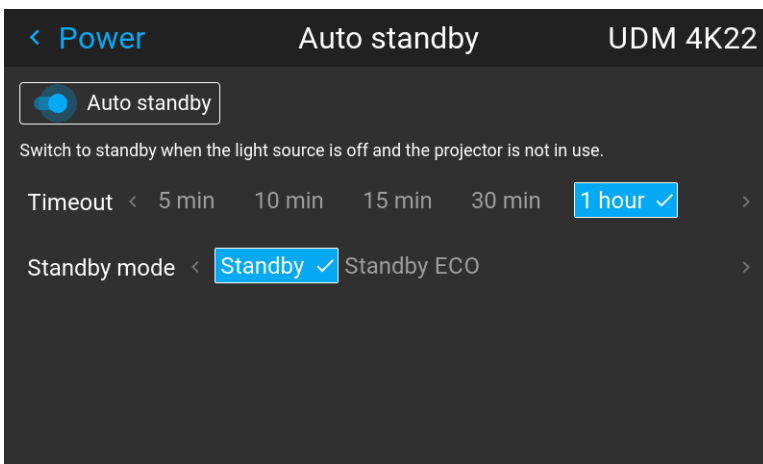 Power Auto standby UDM 4K22
Auto standby
Switch to standby when the light source is off and the projector is not in use.
Timeout 5 min 10 min 15 min 30 min 1 hour
Standby mode Standby Standby ECO